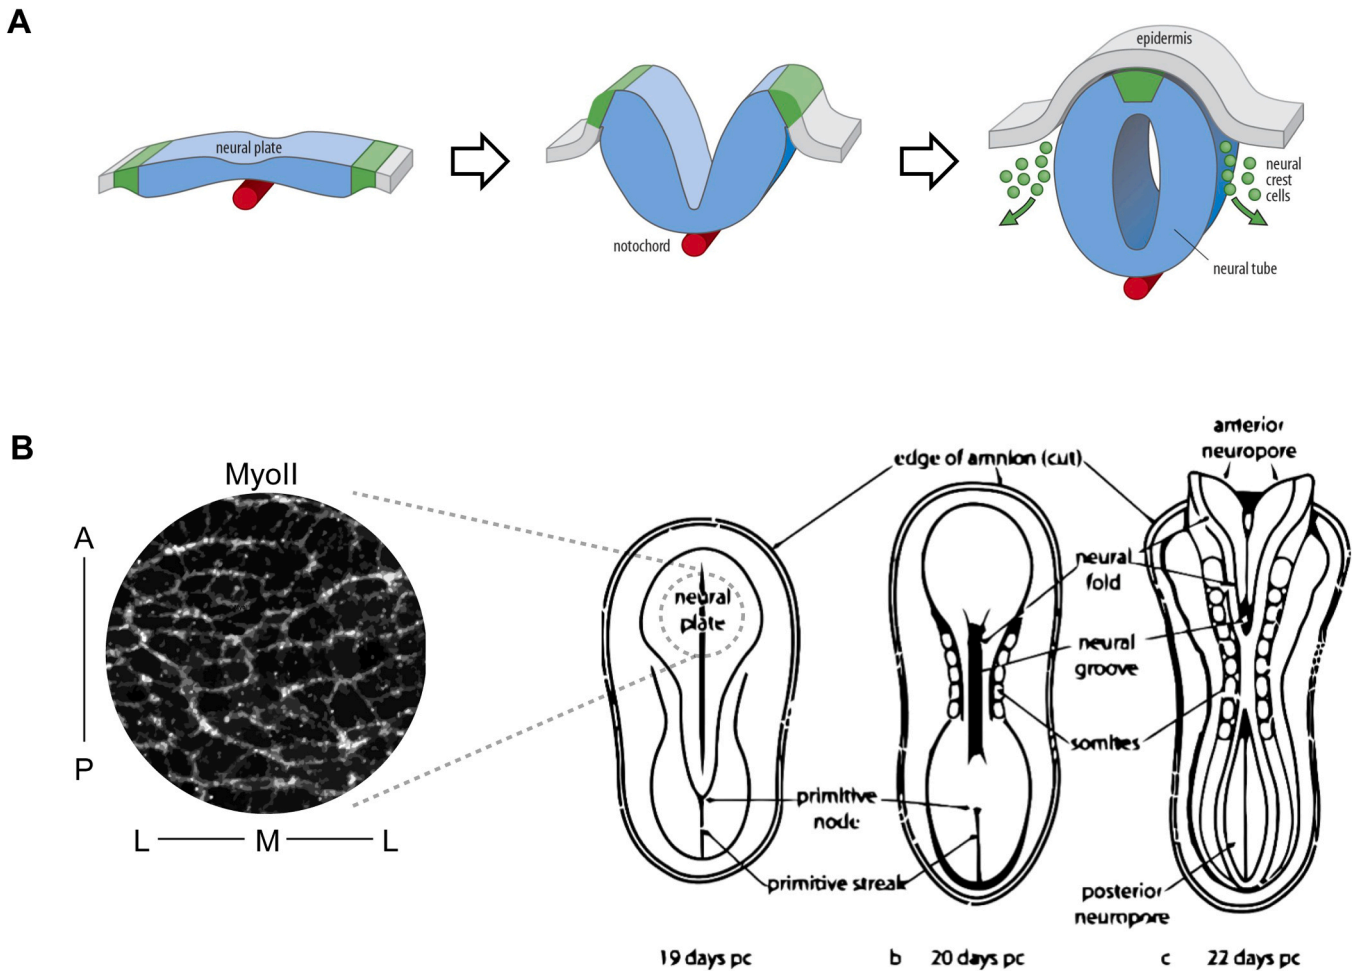 A
neural plate
notochord
epidermis
neural
crest
cells
neural tube
B
MyoII
A
P
L
M
L
edge of amnion (cut)
anterior
neuropore
neural
plate
neural
fold
neural
groove
somites
primitive
node
primitive streak
posterior
neuropore
19 days pc
b
20 days pc
c
22 days pc